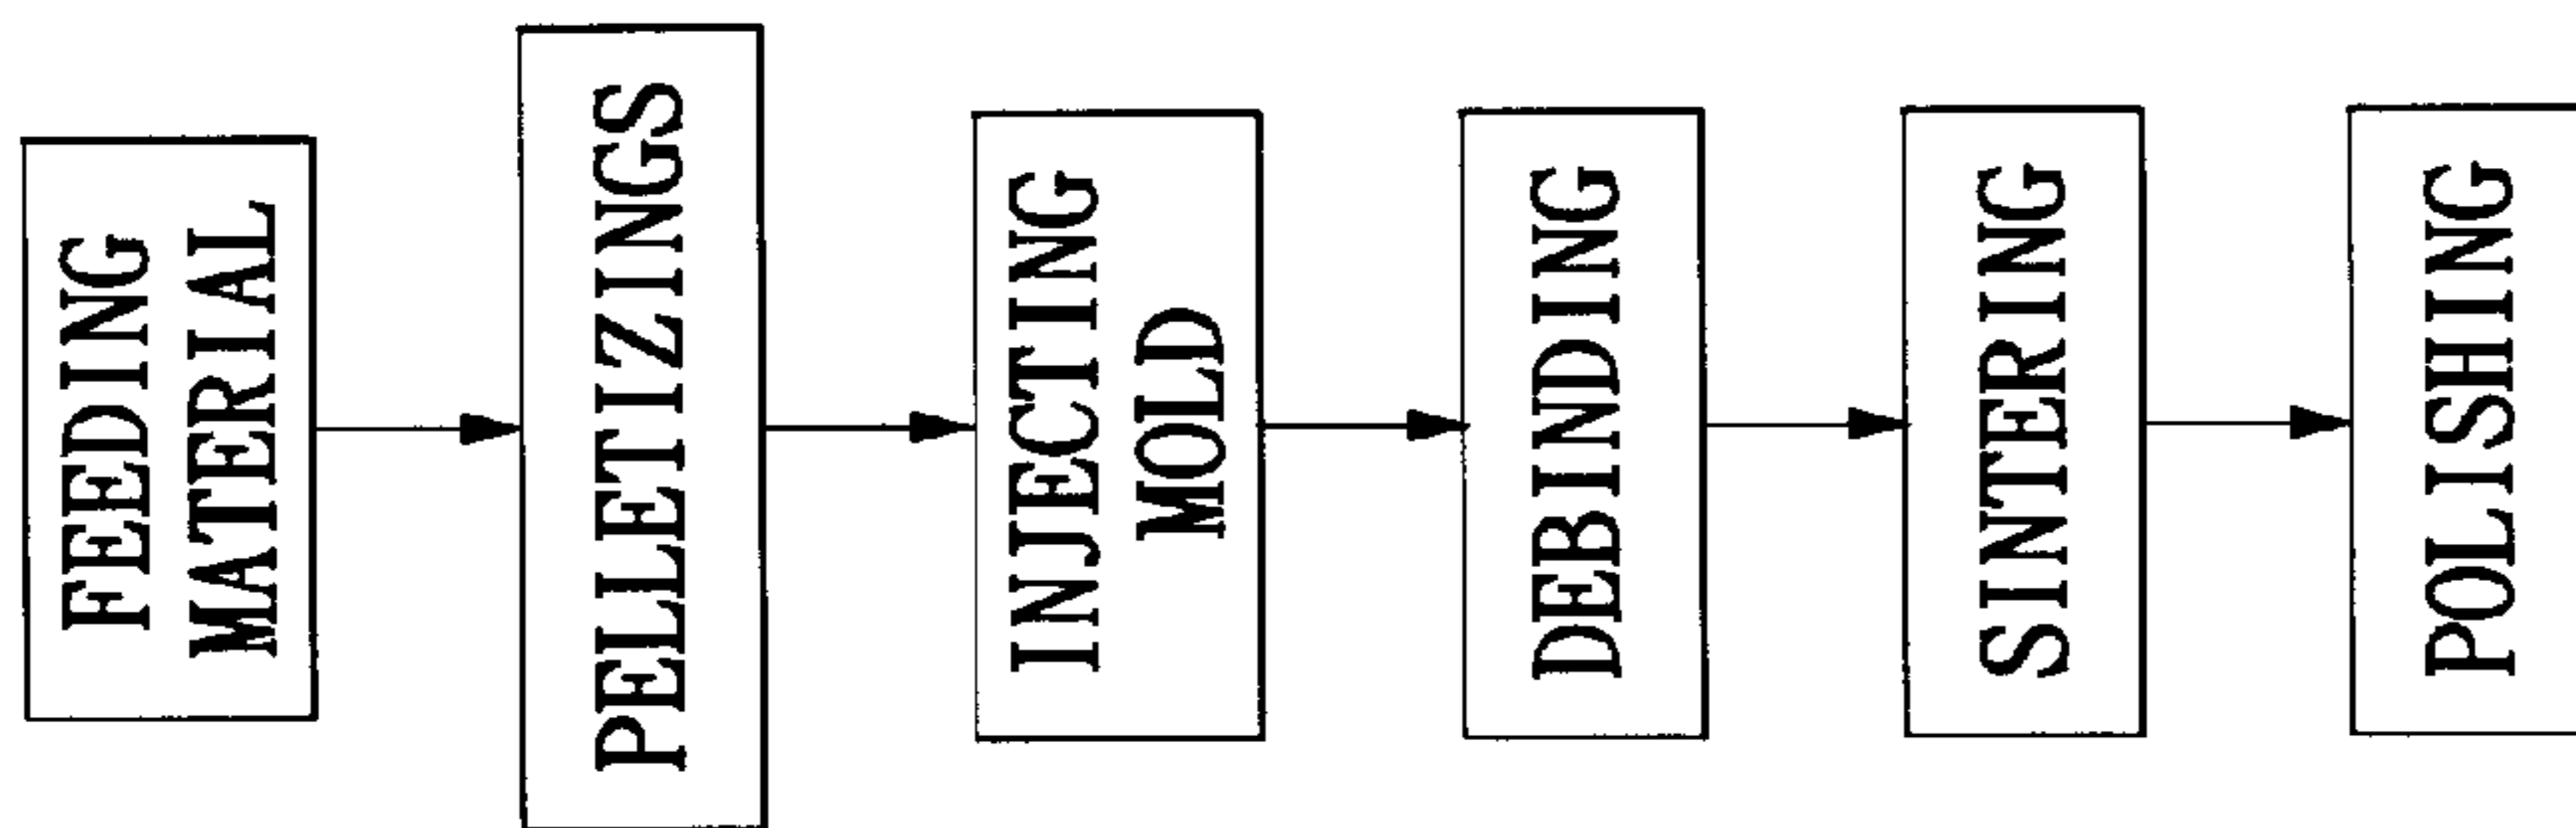 FEEDING
MATERIAL
PELLETIZINGS
INJECTING
MOLD
DEBINDING
SINTERING
POLISHING